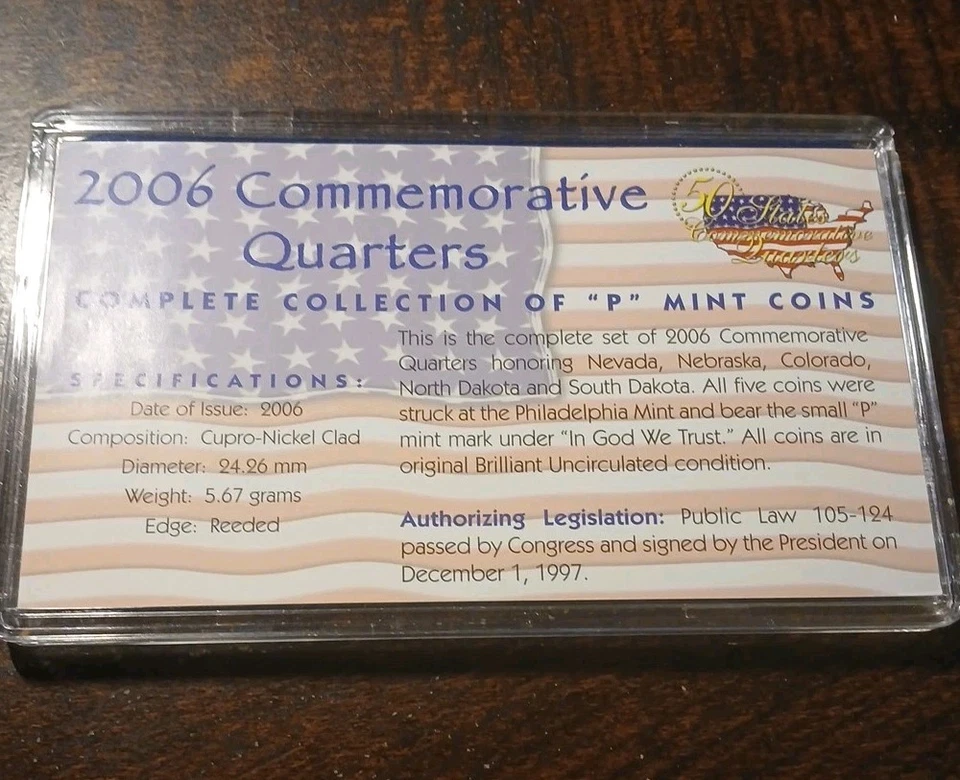 2006 Commemorative
Quarters
50 States
Commemorative
Quarters
COMPLETE COLLECTION OF "P" MINT COINS
SPECIFICATIONS:
Date of Issue: 2006
Composition: Cupro-Nickel Clad
Diameter: 24.26 mm
Weight: 5.67 grams
Edge: Reeded
This is the complete set of 2006 Commemorative
Quarters honoring Nevada, Nebraska, Colorado,
North Dakota and South Dakota. All five coins were
struck at the Philadelphia Mint and bear the small "P"
mint mark under "In God We Trust." All coins are in
original Brilliant Uncirculated condition.
Authorizing Legislation: Public Law 105-124
passed by Congress and signed by the President on
December 1, 1997.